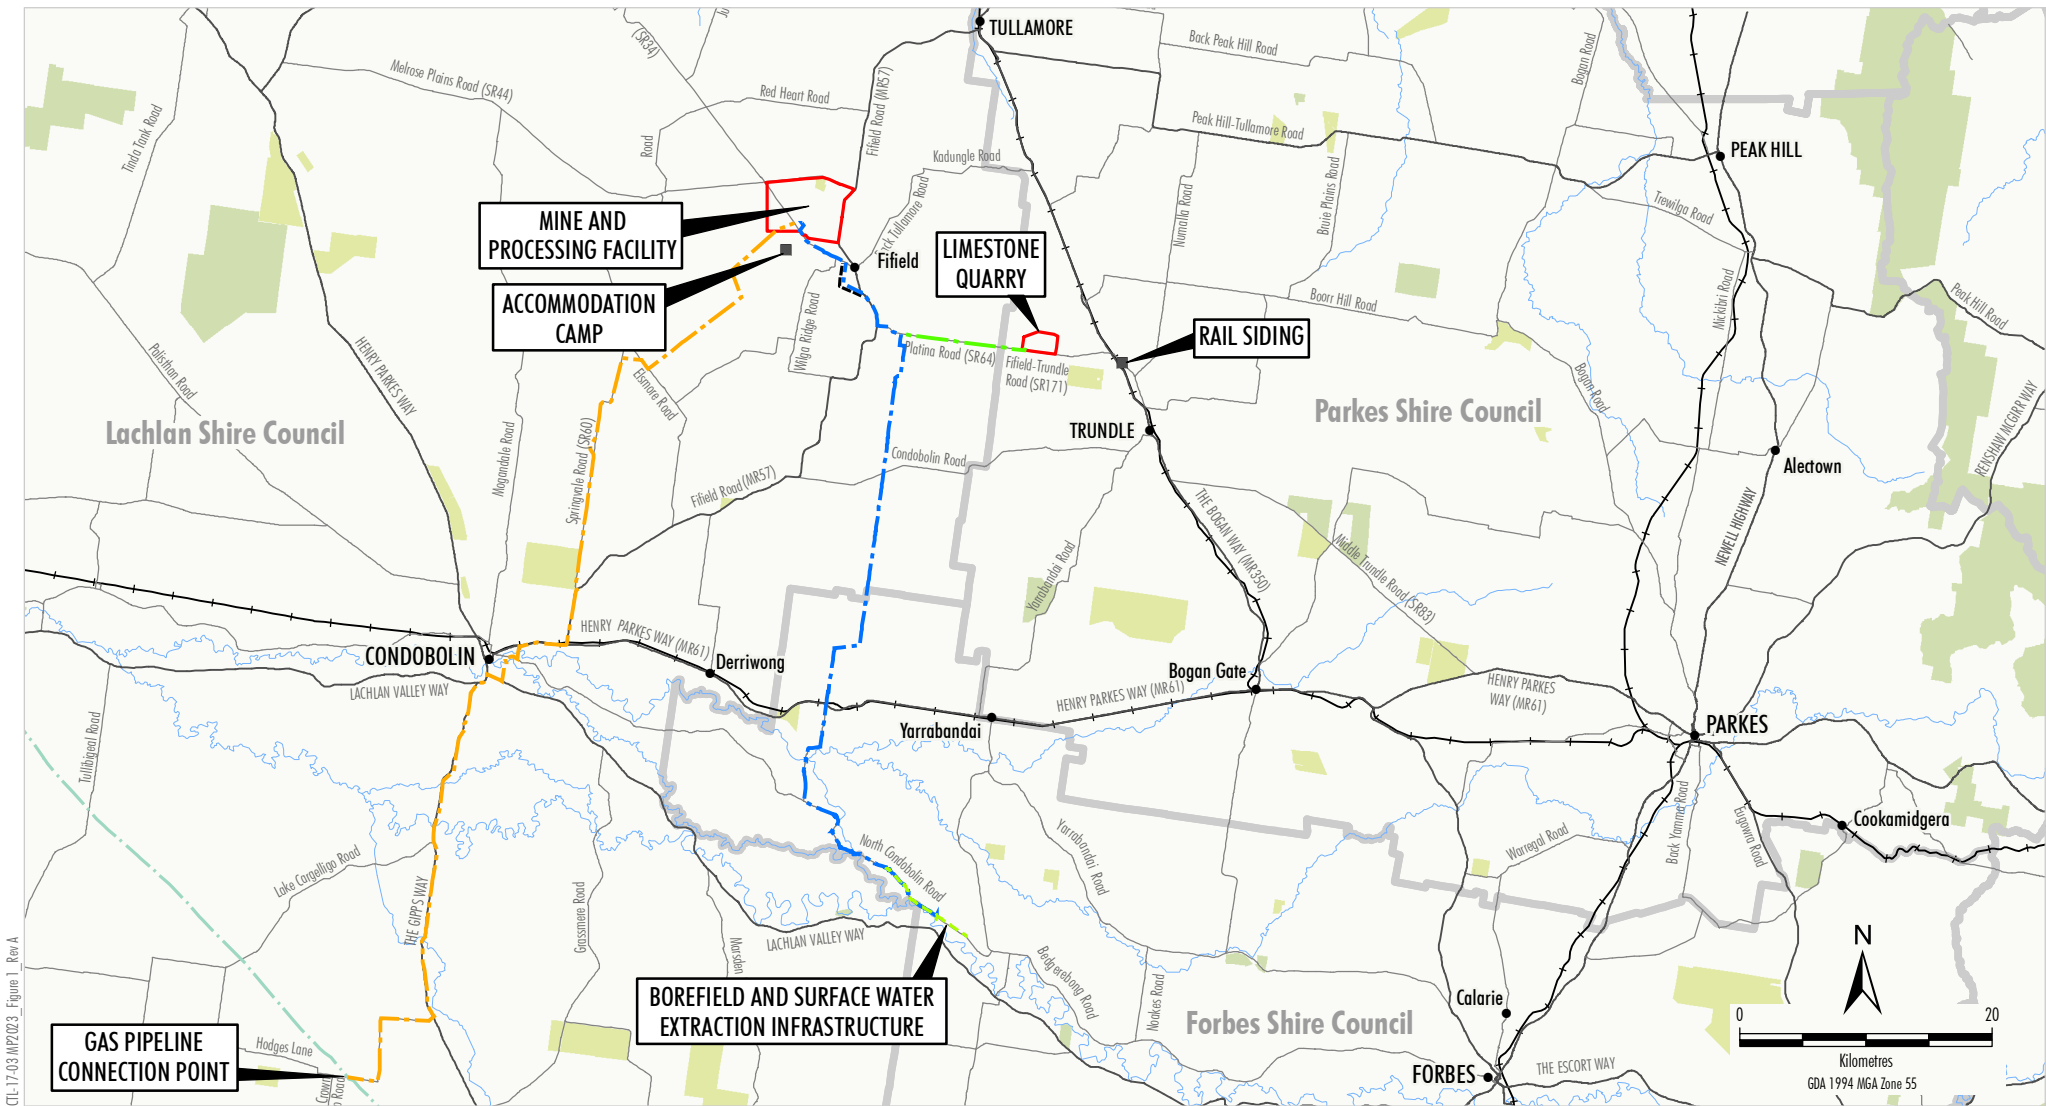 TULLAMORE
(SR34)
Back Peak Hill Road
Bogan Road
Melrose Plains Road (SR44)
Red Heart Road
Fifield Road (MR57)
Tinda Tank Road
Road
Peak Hill-Tullamore Road
Kadungle Road
PEAK HILL
Bruie Plains Road
Numalla Road
Trewilga Road
MINE AND
PROCESSING FACILITY
Tullamore Road
Fifield
LIMESTONE
QUARRY
ACCOMMODATION
CAMP
Wilga Ridge Road
Boorr Hill Road
Mickibri Road
Peak Hill Road
RAIL SIDING
Platina Road (SR64)
Fifield-Trundle
Road (SR171)
Palisthan Road
HENRY PARKES WAY
Elsmore Road
Bogan Road
Lachlan Shire Council
Parkes Shire Council
RENSHAW MCGIRR WAY
TRUNDLE
Alectown
Mogandale Road
Springvale Road (SR60)
Condobolin Road
Fifield Road (MR57)
THE BOGAN WAY (MR350)
NEWELL HIGHWAY
Yarrabandai Road
Middle Trundle Road (SR83)
HENRY PARKES WAY (MR61)
CONDOBOLIN
Derriwong
LACHLAN VALLEY WAY
Bogan Gate
HENRY PARKES WAY (MR61)
HENRY PARKES
WAY (MR61)
Yarrabandai
PARKES
Tullibigeal Road
Cookamidgera
Back Yamma Road
Eugowra Road
Warregal Road
Yarrabandai Road
North Condobolin Road
Lake Cargelligo Road
THE GIPPS WAY
Grassmere Road
Marsden
LACHLAN VALLEY WAY
Bedgerebong Road
Noakes Road
BOREFIELD AND SURFACE WATER
EXTRACTION INFRASTRUCTURE
Calarie
Forbes Shire Council
N
0 20
Kilometres
GDA 1994 MGA Zone 55
GAS PIPELINE
CONNECTION POINT
Hodges Lane
Crown
Road
FORBES
THE ESCORT WAY
CTL-17-03 MP2023_Figure 1_Rev A